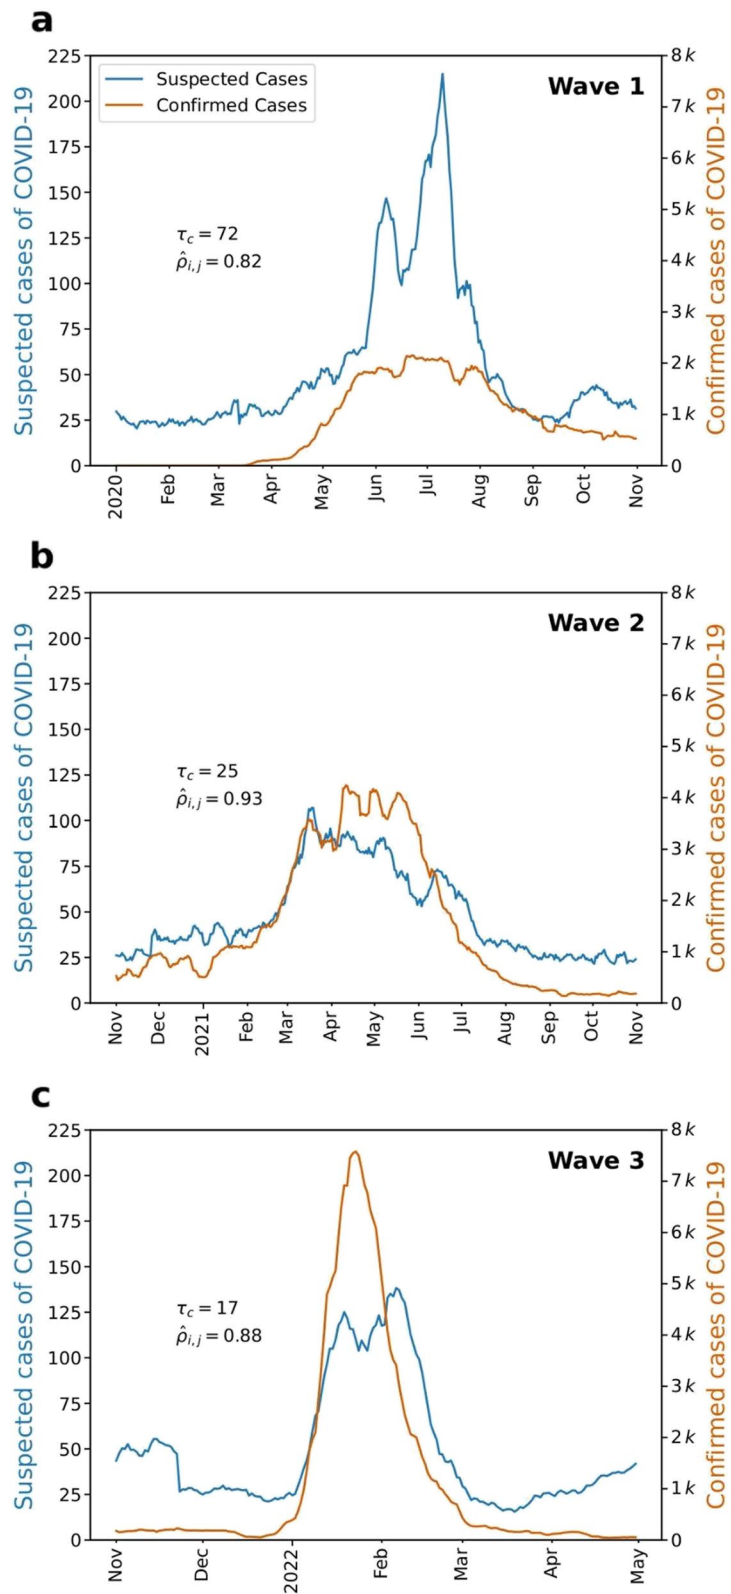 a
Suspected cases of COVID-19
Confirmed cases of COVID-19
225
200
175
150
125
100
75
50
25
0
8k
7k
6k
5k
4k
3k
2k
1k
0
Suspected Cases
Confirmed Cases
Wave 1
τc = 72
ρ̂i,j = 0.82
2020 Feb Mar Apr May Jun Jul Aug Sep Oct Nov
b
Suspected cases of COVID-19
Confirmed cases of COVID-19
225
200
175
150
125
100
75
50
25
0
8k
7k
6k
5k
4k
3k
2k
1k
0
Wave 2
τc = 25
ρ̂i,j = 0.93
Nov Dec 2021 Feb Mar Apr May Jun Jul Aug Sep Oct Nov
c
Suspected cases of COVID-19
Confirmed cases of COVID-19
225
200
175
150
125
100
75
50
25
0
8k
7k
6k
5k
4k
3k
2k
1k
0
Wave 3
τc = 17
ρ̂i,j = 0.88
Nov Dec 2022 Feb Mar Apr May